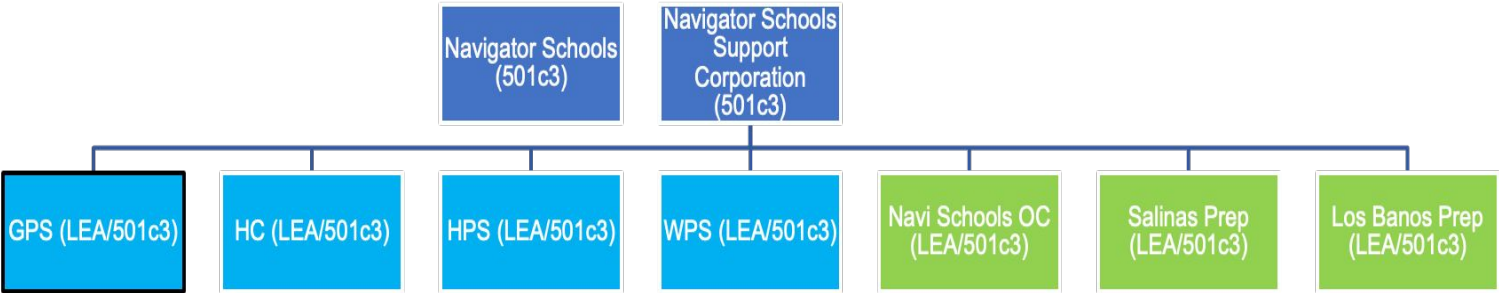 Navigator Schools
(501c3)
Navigator Schools
Support
Corporation
(501c3)
GPS (LEA/501c3)
HC (LEA/501c3)
HPS (LEA/501c3)
WPS (LEA/501c3)
Navi Schools OC
(LEA/501c3)
Salinas Prep
(LEA/501c3)
Los Banos Prep
(LEA/501c3)